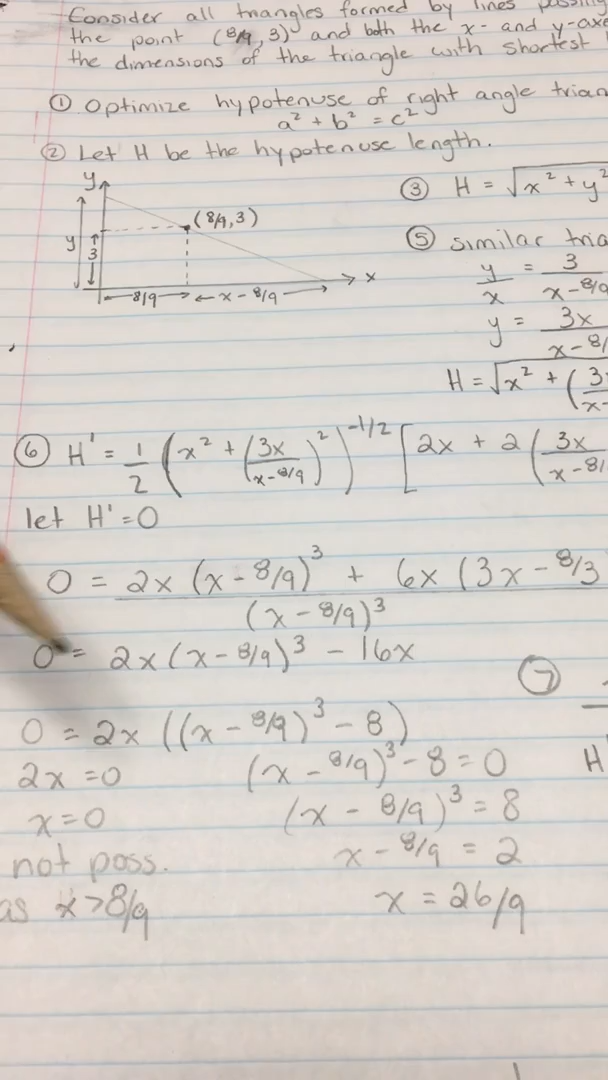 Consider all triangles formed by lines passing
the point (8/9, 3) and both the x- and y-axe
the dimensions of the triangle with shortest
① Optimize hypotenuse of right angle trian
a² + b² = c²
② Let H be the hypotenuse length.
③ H = √x² + y²
y
(8/9, 3)
y
3
x
8/9
x - 8/9
⑤ similar tria
y/x = 3/x-8/9
y = 3x/x-8/
H = √x² + (3/x-
⑥ H' = 1/2 (x² + (3x/x-8/9)²)^-1/2 [2x + 2 (3x/x-8/
let H' = 0
0 = 2x (x - 8/9)³ + 6x (3x - 8/3
(x - 8/9)³
0 = 2x (x - 8/9)³ - 16x
⑦
0 = 2x ((x - 8/9)³ - 8)
2x = 0 (x - 8/9)³ - 8 = 0 H
x = 0 (x - 8/9)³ = 8
not poss. x - 8/9 = 2
as x > 8/9 x = 26/9